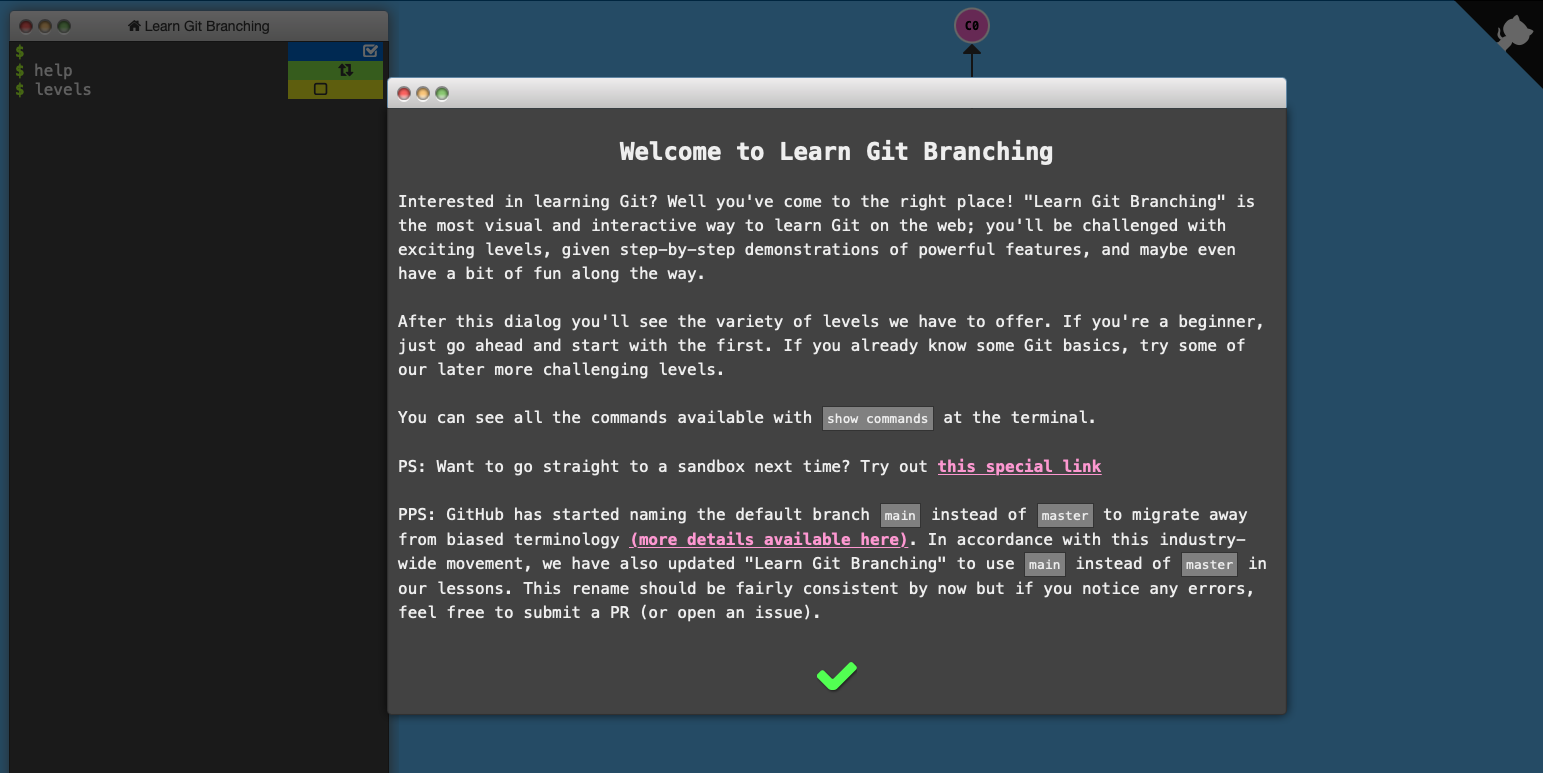 Learn Git Branching
$
$ help
$ levels
C0
Welcome to Learn Git Branching
Interested in learning Git? Well you've come to the right place! "Learn Git Branching" is
the most visual and interactive way to learn Git on the web; you'll be challenged with
exciting levels, given step-by-step demonstrations of powerful features, and maybe even
have a bit of fun along the way.
After this dialog you'll see the variety of levels we have to offer. If you're a beginner,
just go ahead and start with the first. If you already know some Git basics, try some of
our later more challenging levels.
You can see all the commands available with show commands at the terminal.
PS: Want to go straight to a sandbox next time? Try out this special link
PPS: GitHub has started naming the default branch main instead of master to migrate away
from biased terminology (more details available here). In accordance with this industry-
wide movement, we have also updated "Learn Git Branching" to use main instead of master in
our lessons. This rename should be fairly consistent by now but if you notice any errors,
feel free to submit a PR (or open an issue).